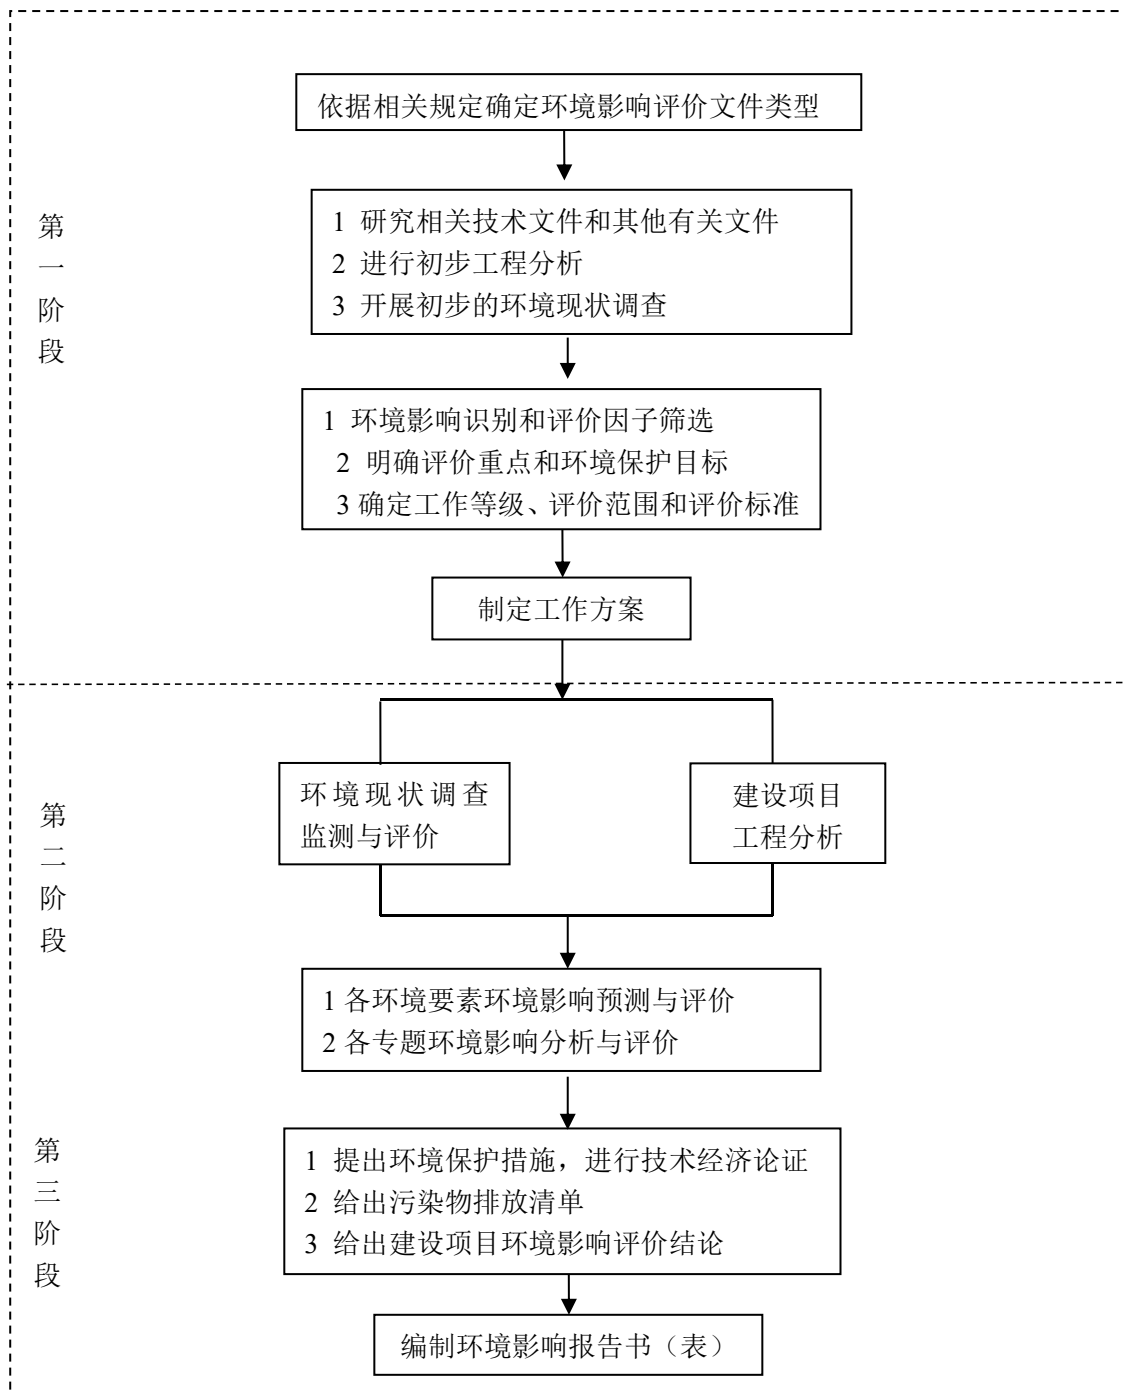 依据相关规定确定环境影响评价文件类型
第一阶段
1 研究相关技术文件和其他有关文件
2 进行初步工程分析
3 开展初步的环境现状调查
1 环境影响识别和评价因子筛选
2 明确评价重点和环境保护目标
3 确定工作等级、评价范围和评价标准
制定工作方案
第二阶段
环境现状调查
监测与评价
建设项目
工程分析
1 各环境要素环境影响预测与评价
2 各专题环境影响分析与评价
第三阶段
1 提出环境保护措施，进行技术经济论证
2 给出污染物排放清单
3 给出建设项目环境影响评价结论
编制环境影响报告书（表）